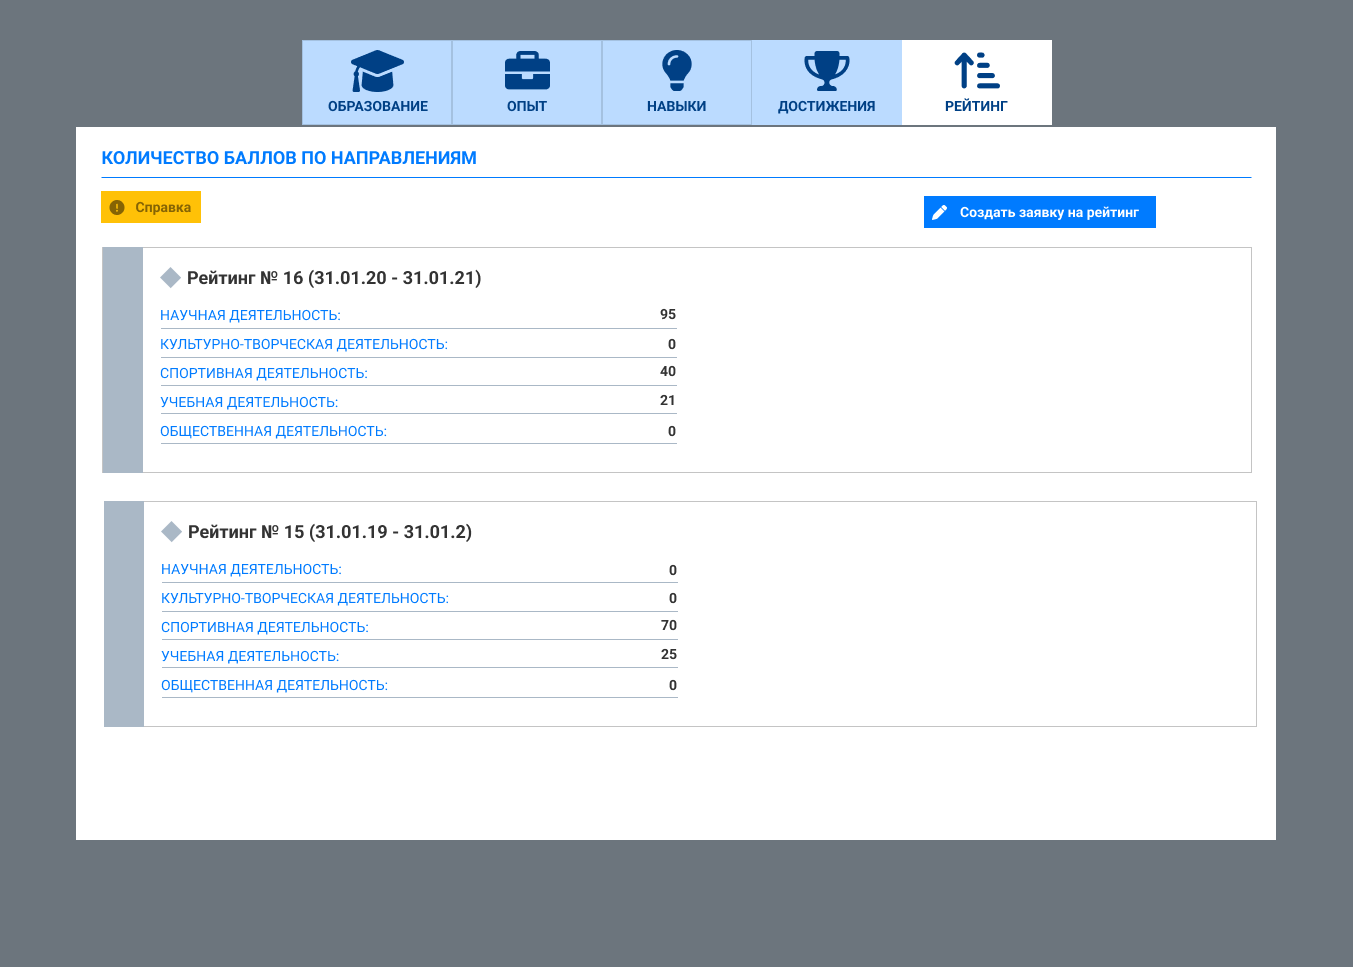 ОБРАЗОВАНИЕ
ОПЫТ
НАВЫКИ
ДОСТИЖЕНИЯ
РЕЙТИНГ
КОЛИЧЕСТВО БАЛЛОВ ПО НАПРАВЛЕНИЯМ
Справка
Создать заявку на рейтинг
Рейтинг № 16 (31.01.20 - 31.01.21)
НАУЧНАЯ ДЕЯТЕЛЬНОСТЬ: 95
КУЛЬТУРНО-ТВОРЧЕСКАЯ ДЕЯТЕЛЬНОСТЬ: 0
СПОРТИВНАЯ ДЕЯТЕЛЬНОСТЬ: 40
УЧЕБНАЯ ДЕЯТЕЛЬНОСТЬ: 21
ОБЩЕСТВЕННАЯ ДЕЯТЕЛЬНОСТЬ: 0
Рейтинг № 15 (31.01.19 - 31.01.2)
НАУЧНАЯ ДЕЯТЕЛЬНОСТЬ: 0
КУЛЬТУРНО-ТВОРЧЕСКАЯ ДЕЯТЕЛЬНОСТЬ: 0
СПОРТИВНАЯ ДЕЯТЕЛЬНОСТЬ: 70
УЧЕБНАЯ ДЕЯТЕЛЬНОСТЬ: 25
ОБЩЕСТВЕННАЯ ДЕЯТЕЛЬНОСТЬ: 0